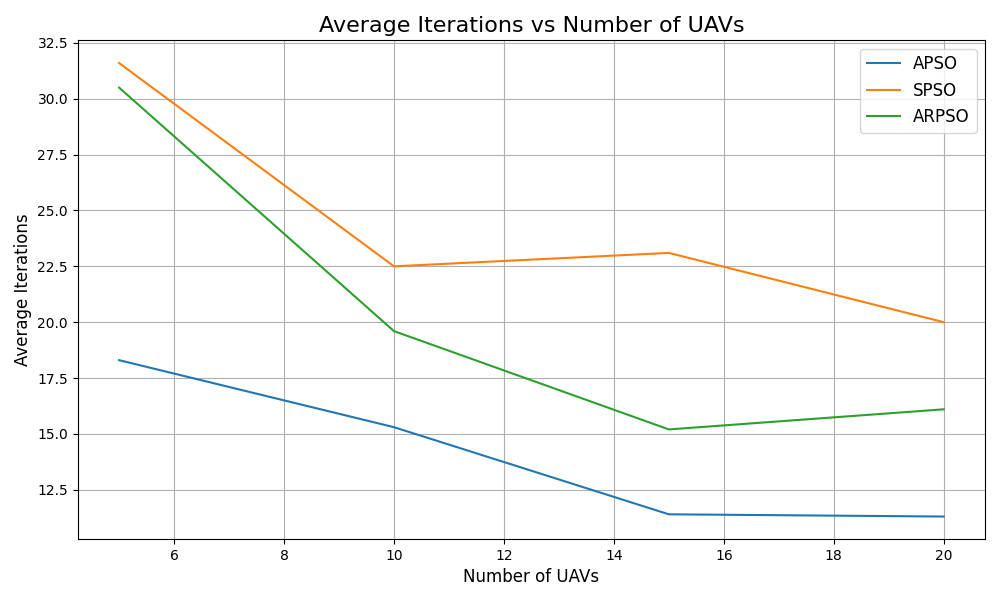 Average Iterations vs Number of UAVs
APSO
SPSO
ARPSO
Average Iterations
32.5
30.0
27.5
25.0
22.5
20.0
17.5
15.0
12.5
6 8 10 12 14 16 18 20
Number of UAVs